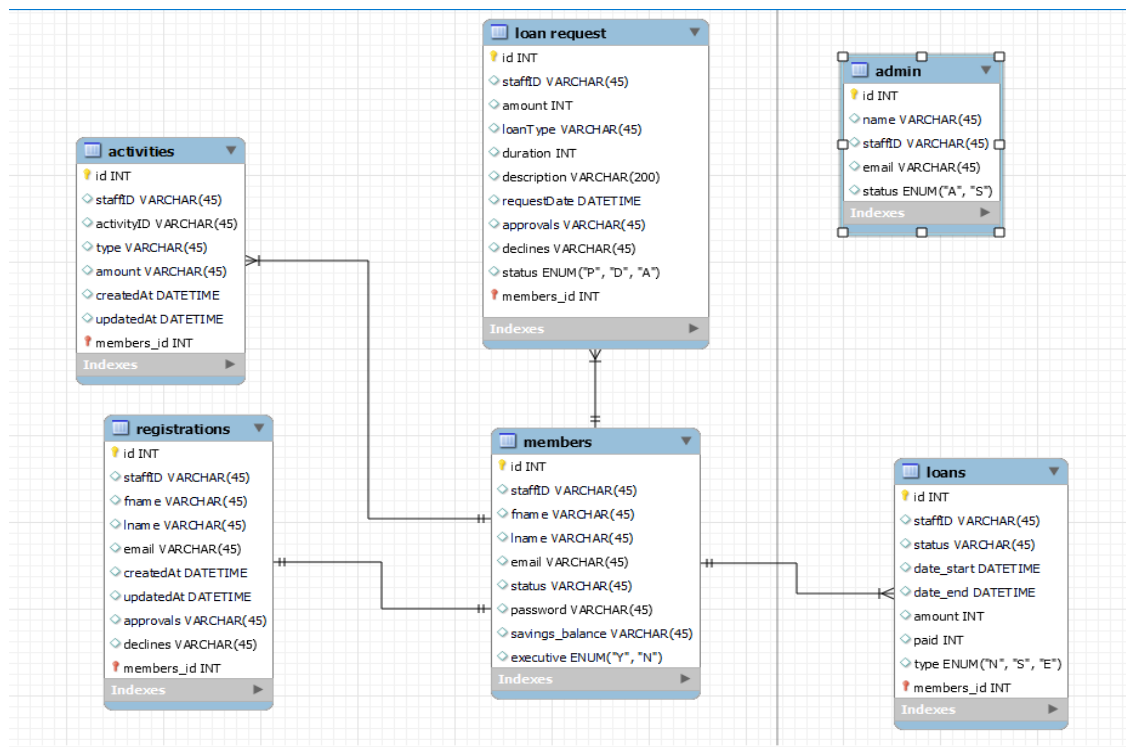 loan request
id INT
staffID VARCHAR(45)
amount INT
loanType VARCHAR(45)
duration INT
description VARCHAR(200)
requestDate DATETIME
approvals VARCHAR(45)
declines VARCHAR(45)
status ENUM("P", "D", "A")
members_id INT
Indexes
admin
id INT
name VARCHAR(45)
staffID VARCHAR(45)
email VARCHAR(45)
status ENUM("A", "S")
Indexes
activities
id INT
staffID VARCHAR(45)
activityID VARCHAR(45)
type VARCHAR(45)
amount VARCHAR(45)
createdAt DATETIME
updatedAt DATETIME
members_id INT
Indexes
registrations
id INT
staffID VARCHAR(45)
fname VARCHAR(45)
lname VARCHAR(45)
email VARCHAR(45)
createdAt DATETIME
updatedAt DATETIME
approvals VARCHAR(45)
declines VARCHAR(45)
members_id INT
Indexes
members
id INT
staffID VARCHAR(45)
fname VARCHAR(45)
lname VARCHAR(45)
email VARCHAR(45)
status VARCHAR(45)
password VARCHAR(45)
savings_balance VARCHAR(45)
executive ENUM("Y", "N")
Indexes
loans
id INT
staffID VARCHAR(45)
status VARCHAR(45)
date_start DATETIME
date_end DATETIME
amount INT
paid INT
type ENUM("N", "S", "E")
members_id INT
Indexes